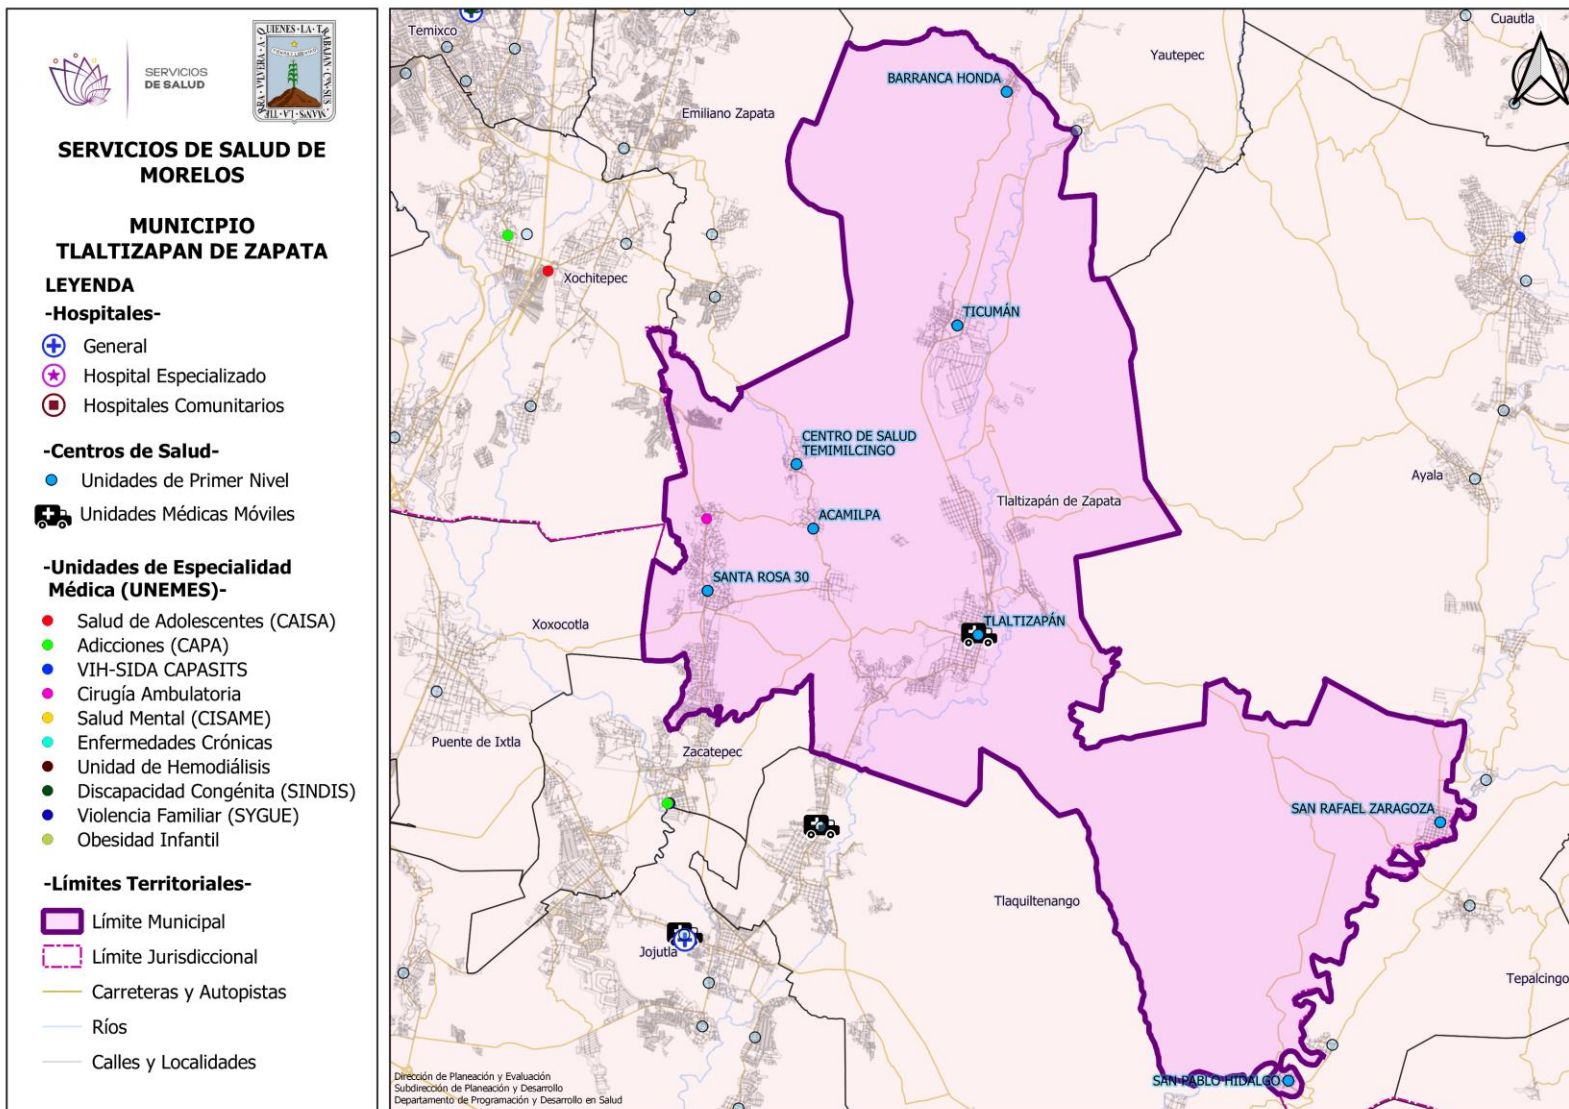 SERVICIOS
DE SALUD
SERVICIOS DE SALUD DE
MORELOS
MUNICIPIO
TLALTIZAPAN DE ZAPATA
LEYENDA
-Hospitales-
General
Hospital Especializado
Hospitales Comunitarios
-Centros de Salud-
Unidades de Primer Nivel
Unidades Médicas Móviles
-Unidades de Especialidad
Médica (UNEMES)-
Salud de Adolescentes (CAISA)
Adicciones (CAPA)
VIH-SIDA CAPASITS
Cirugía Ambulatoria
Salud Mental (CISAME)
Enfermedades Crónicas
Unidad de Hemodiálisis
Discapacidad Congénita (SINDIS)
Violencia Familiar (SYGUE)
Obesidad Infantil
-Límites Territoriales-
Límite Municipal
Límite Jurisdiccional
Carreteras y Autopistas
Ríos
Calles y Localidades
Temixco
Cuautla
Yautepec
BARRANCA HONDA
Emiliano Zapata
Xochitepec
TICUMÁN
CENTRO DE SALUD
TEMIMILCINGO
Ayala
Tlaltizapán de Zapata
ACAMILPA
SANTA ROSA 30
Xoxocotla
TLALTIZAPÁN
Puente de Ixtla
Zacatepec
SAN RAFAEL ZARAGOZA
Tlaquiltenango
Jojutla
Tepalcingo
SAN PABLO HIDALGO
Dirección de Planeación y Evaluación
Subdirección de Planeación y Desarrollo
Departamento de Programación y Desarrollo en Salud